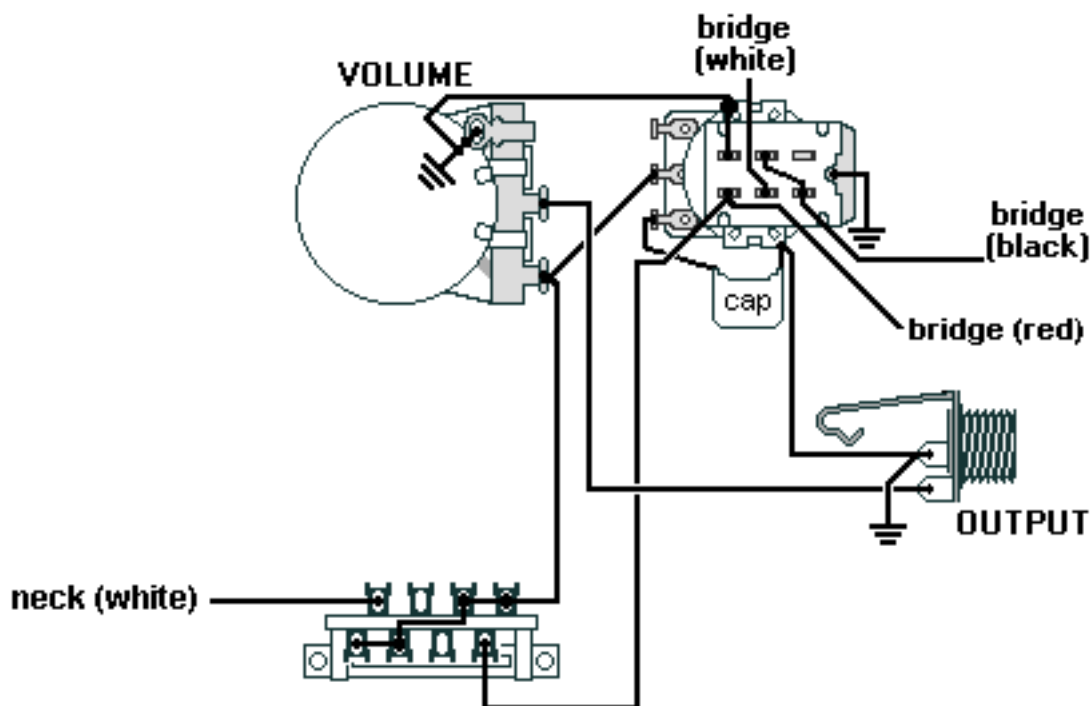 bridge
(white)
VOLUME
bridge
(black)
cap
bridge (red)
OUTPUT
neck (white)